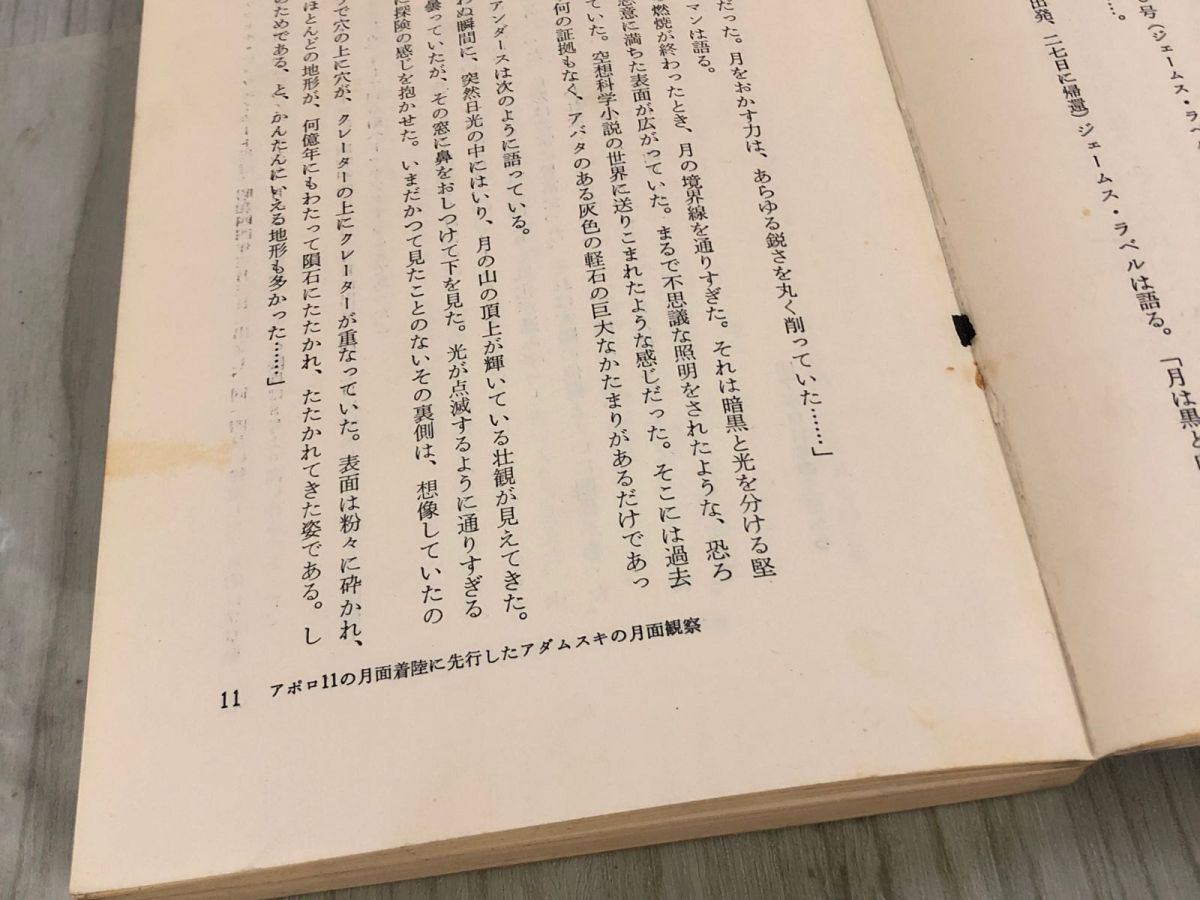 号(ジェームス・ラ
……。
出発、二七日に帰還)ジェームス・ラベルは語る。「月は黒と
だった。月をおかす力は、あらゆる鋭さを丸く削っていた……」
マンは語る。
燃焼が終わったとき、月の境界線を通りすぎた。それは暗黒と光を分ける堅
意に満ちた表面が広がっていた。まるで不思議な照明をされたような、恐ろ
ていた。空想科学小説の世界に送りこまれたような感じだった。そこには過去
何の証拠もなく、アバタのある灰色の軽石の巨大なかたまりがあるだけであっ
アンダースは次のように語っている。
わぬ瞬間に、突然日光の中にはいり、月の山の頂上が輝いている壮観が見えてきた。
曇っていたが、その窓に鼻をおしつけて下を見た。光が点滅するように通りすぎる
に探険の感じを抱かせた。いまだかつて見たことのないその裏側は、想像していたの
うで穴の上に穴が、クレーターの上にクレーターが重なっていた。表面は粉々に砕かれ、
ほとんどの地形が、何億年にもわたって隕石にたたかれ、たたかれてきた姿である。し
のためである、と、かんたんにいえる地形も多かった……」
11 アポロ11の月面着陸に先行したアダムスキの月面観察